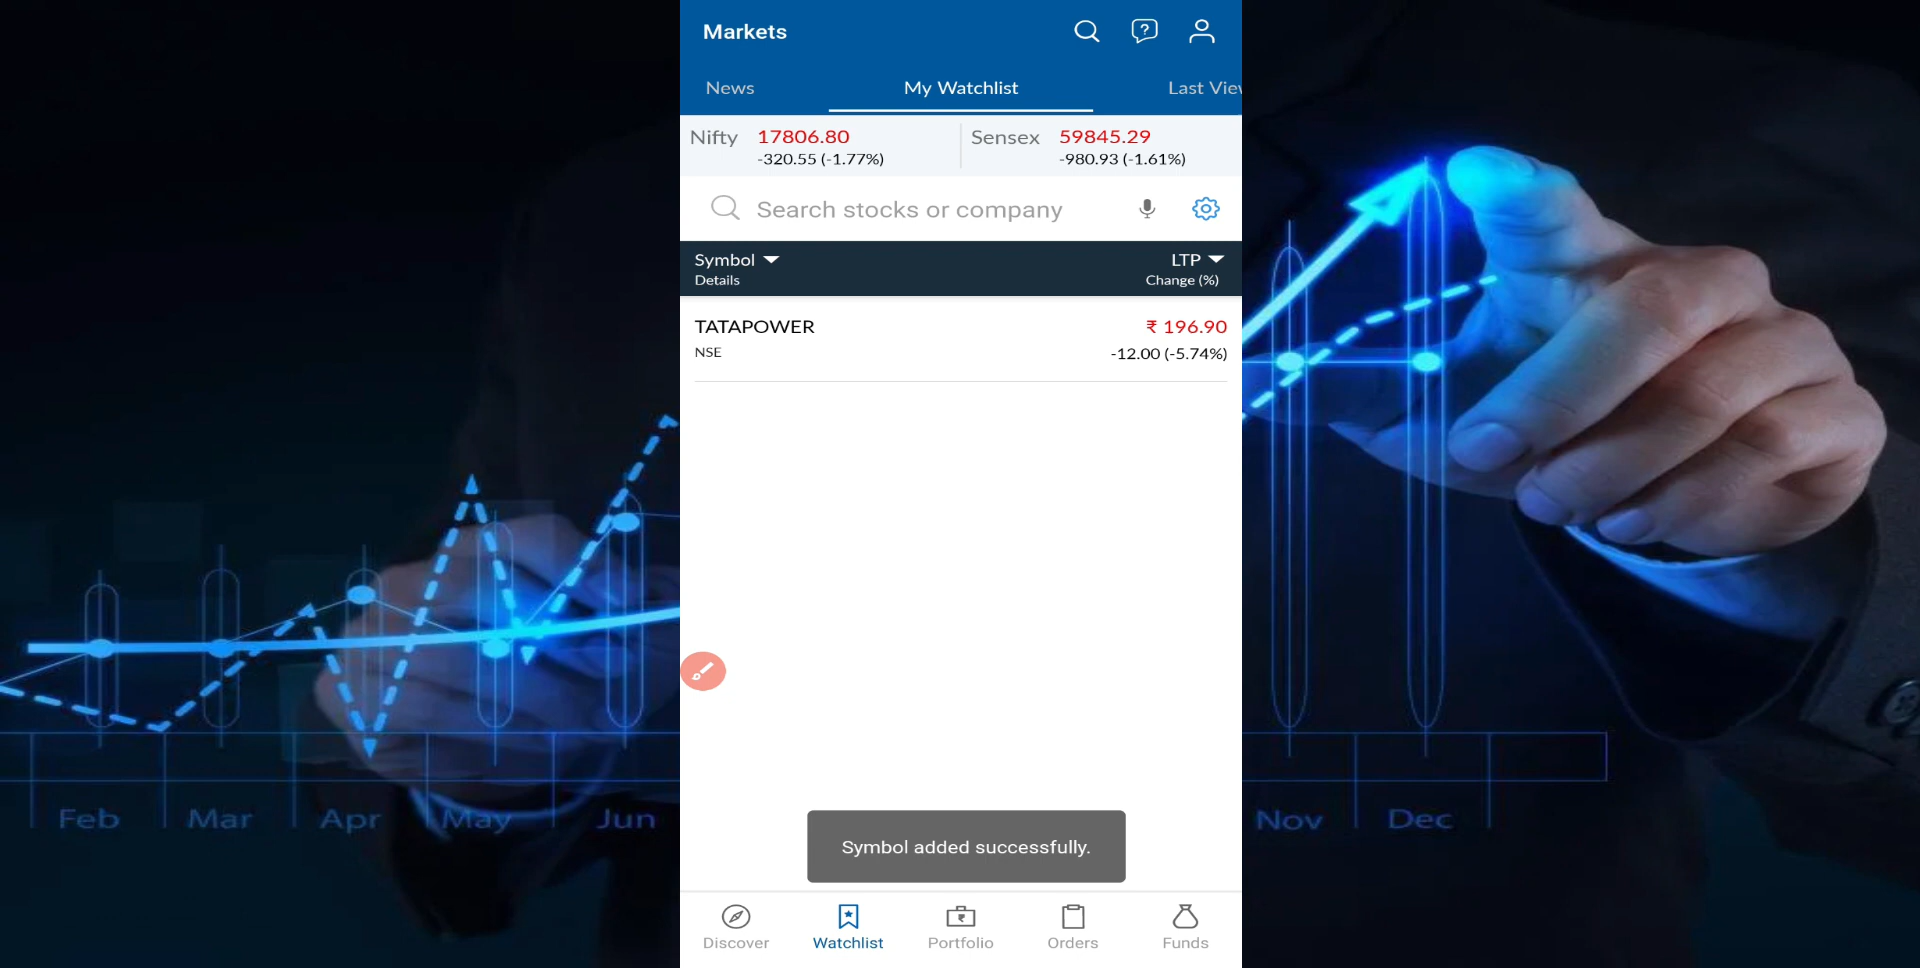 Markets
News My Watchlist Last Vie
Nifty 17806.80 Sensex 59845.29
-320.55 (-1.77%) -980.93 (-1.61%)
Search stocks or company
Symbol LTP
Details Change (%)
TATAPOWER ₹ 196.90
NSE -12.00 (-5.74%)
Feb Mar Apr May Jun Nov Dec
Symbol added successfully.
Discover Watchlist Portfolio Orders Funds